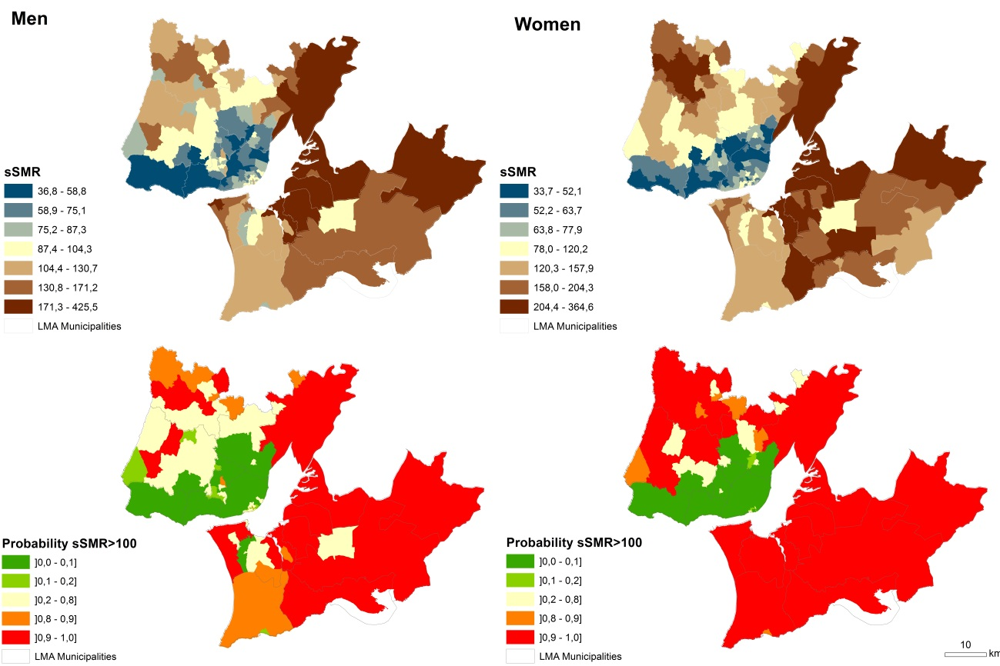 Men
sSMR
36,8 - 58,8
58,9 - 75,1
75,2 - 87,3
87,4 - 104,3
104,4 - 130,7
130,8 - 171,2
171,3 - 425,5
LMA Municipalities
Women
sSMR
33,7 - 52,1
52,2 - 63,7
63,8 - 77,9
78,0 - 120,2
120,3 - 157,9
158,0 - 204,3
204,4 - 364,6
LMA Municipalities
Probability sSMR>100
]0,0 - 0,1]
]0,1 - 0,2]
]0,2 - 0,8]
]0,8 - 0,9]
]0,9 - 1,0]
LMA Municipalities
Probability sSMR>100
]0,0 - 0,1]
]0,1 - 0,2]
]0,2 - 0,8]
]0,8 - 0,9]
]0,9 - 1,0]
LMA Municipalities
10
km